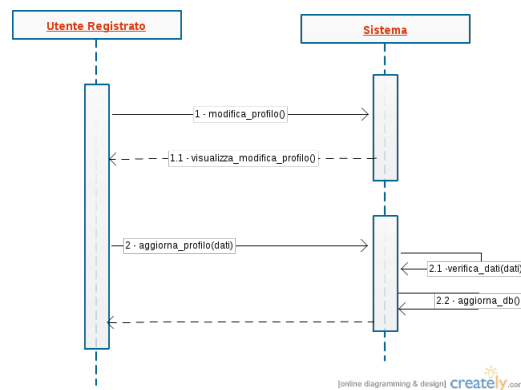 Utente Registrato
Sistema
1 - modifica_profilo()
1.1 - visualizza_modifica_profilo()
2 - aggiorna_profilo(dati)
2.1 -verifica_dati(dati)
2.2 - aggiorna_db()
[online diagramming & design] creately.com